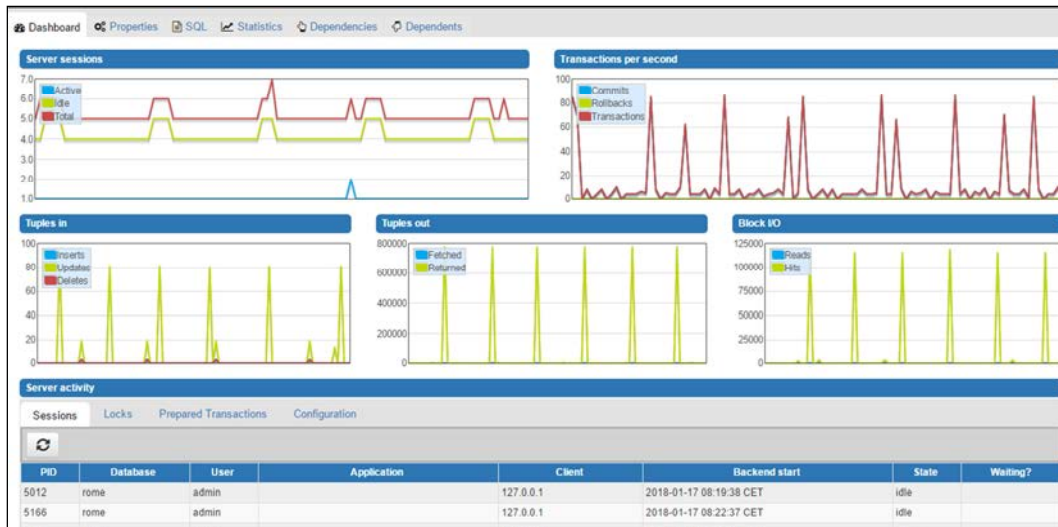 Dashboard Properties SQL Statistics Dependencies Dependents
Server sessions
7.0
6.0
5.0
4.0
3.0
2.0
1.0
Active
Idle
Total
Transactions per second
100
80
60
40
20
0
Commits
Rollbacks
Transactions
Tuples in
100
80
60
40
20
0
Inserts
Updates
Deletes
Tuples out
800000
600000
400000
200000
0
Fetched
Returned
Block I/O
125000
100000
75000
50000
25000
0
Reads
Hits
Server activity
Sessions Locks Prepared Transactions Configuration
PID Database User Application Client Backend start State Waiting?
5012 rome admin 127.0.0.1 2018-01-17 08:19:38 CET idle
5166 rome admin 127.0.0.1 2018-01-17 08:22:37 CET idle